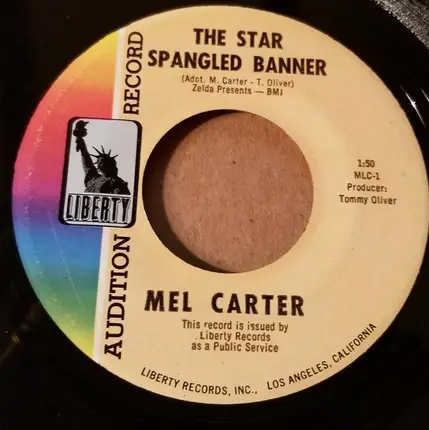 THE STAR
SPANGLED BANNER
(Adpt. M. Carter - T. Oliver)
Zelda Presents — BMI
AUDITION RECORD
LIBERTY
1:50
MLC-1
Producer:
Tommy Oliver
MEL CARTER
This record is issued by
Liberty Records
as a Public Service
LIBERTY RECORDS, INC., LOS ANGELES, CALIFORNIA